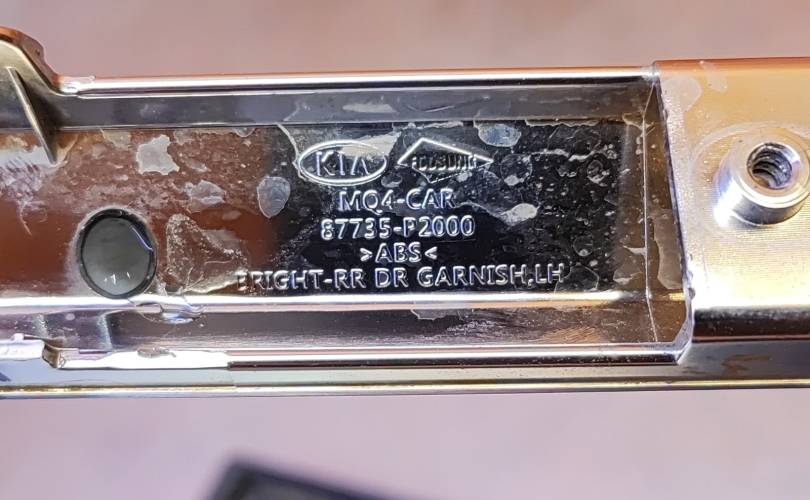 KIA
MQ4-CAR
87735-P2000
>ABS<
BRIGHT-RR DR GARNISH,LH